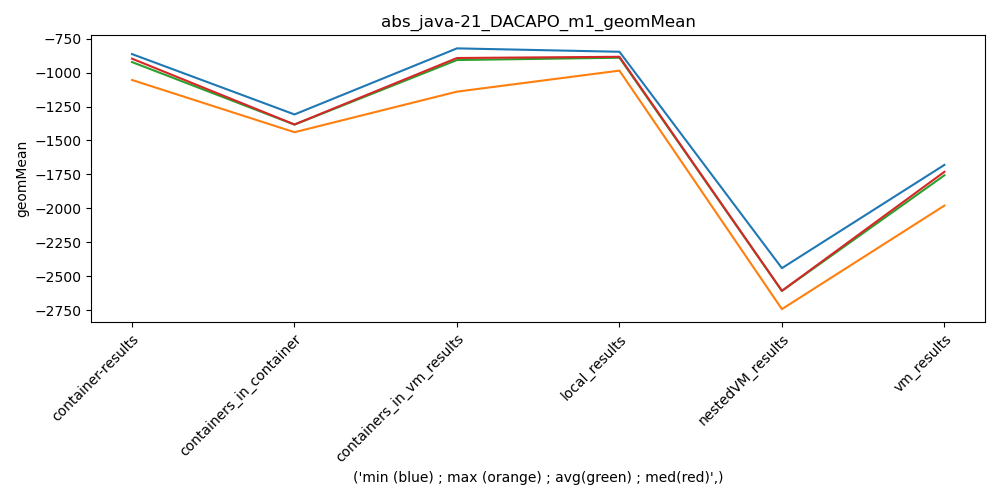 abs_java-21_DACAPO_m1_geomMean
geomMean
−750
−1000
−1250
−1500
−1750
−2000
−2250
−2500
−2750
container-results
containers_in_container
containers_in_vm_results
local_results
nestedVM_results
vm_results
('min (blue) ; max (orange) ; avg(green) ; med(red)',)